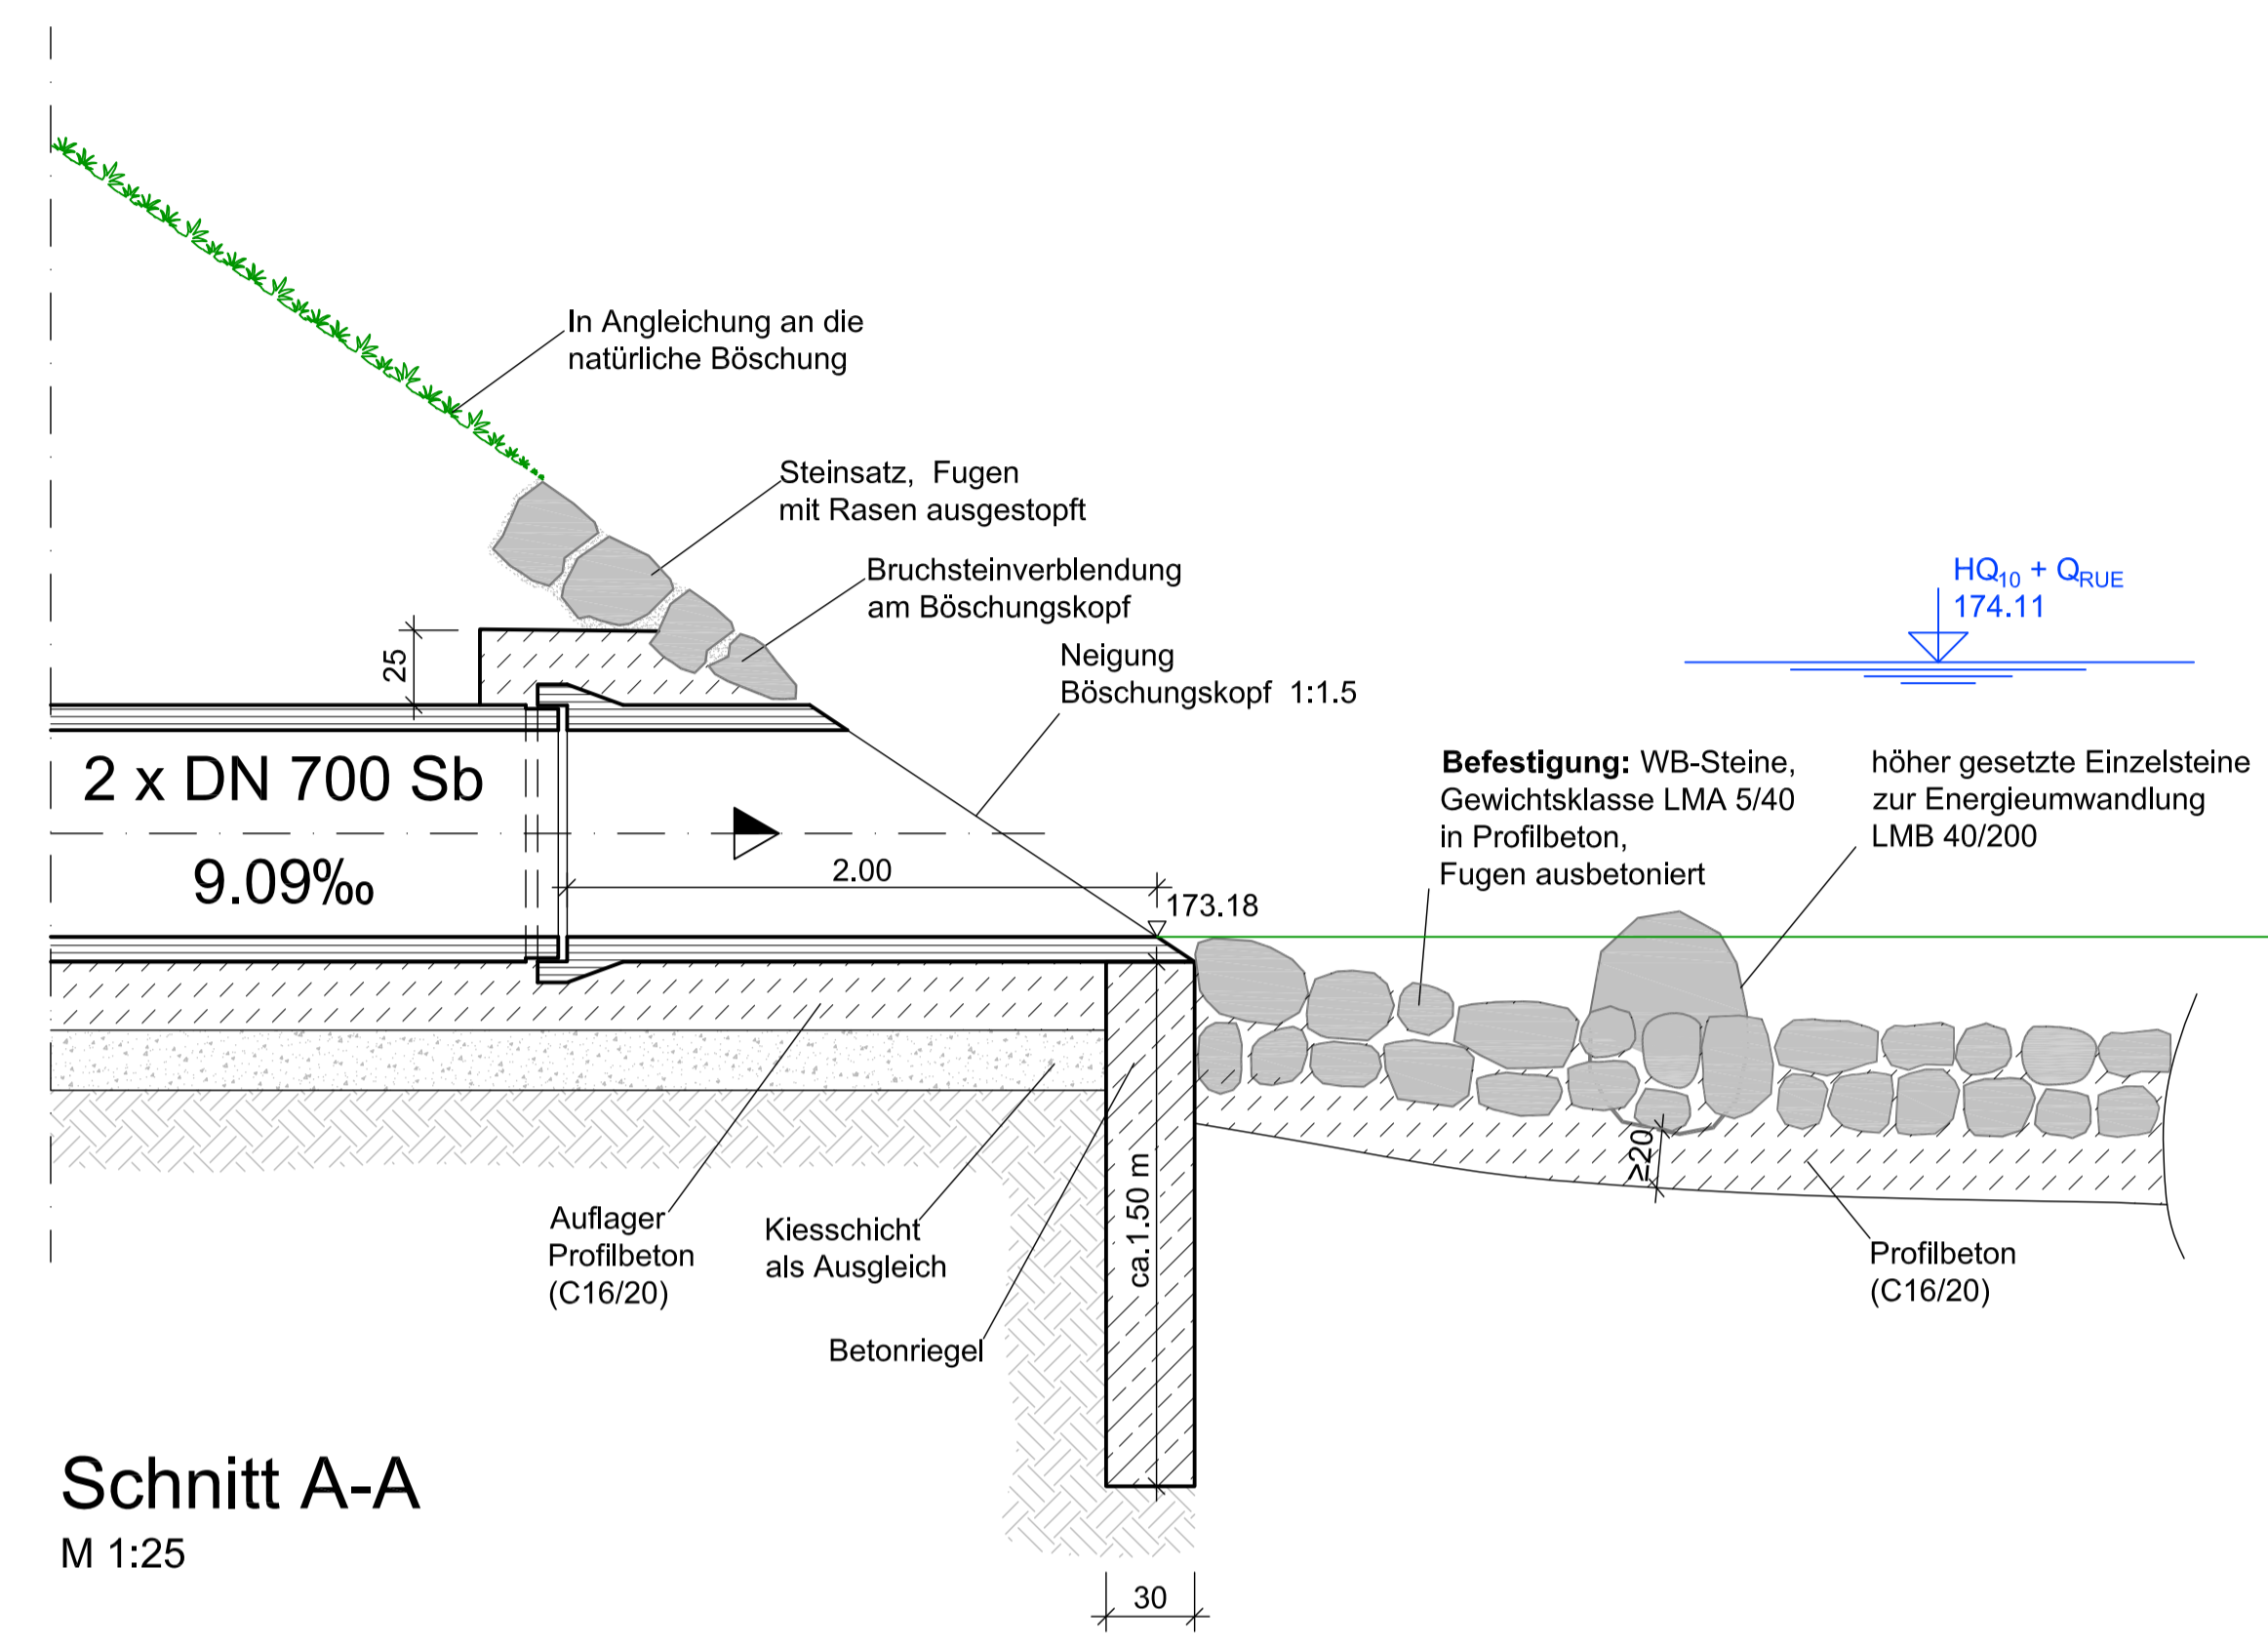 In Angleichung an die
natürliche Böschung
Steinsatz, Fugen
mit Rasen ausgestopft
Bruchsteinverblendung
am Böschungskopf
Neigung
Böschungskopf 1:1.5
HQ10 + QRUE
174.11
25
2 x DN 700 Sb
9.09‰
2.00
173.18
Befestigung: WB-Steine,
Gewichtsklasse LMA 5/40
in Profilbeton,
Fugen ausbetoniert
höher gesetzte Einzelsteine
zur Energieumwandlung
LMB 40/200
≥20
ca.1.50 m
Auflager
Profilbeton
(C16/20)
Kiesschicht
als Ausgleich
Betonriegel
Profilbeton
(C16/20)
Schnitt A-A
M 1:25
30